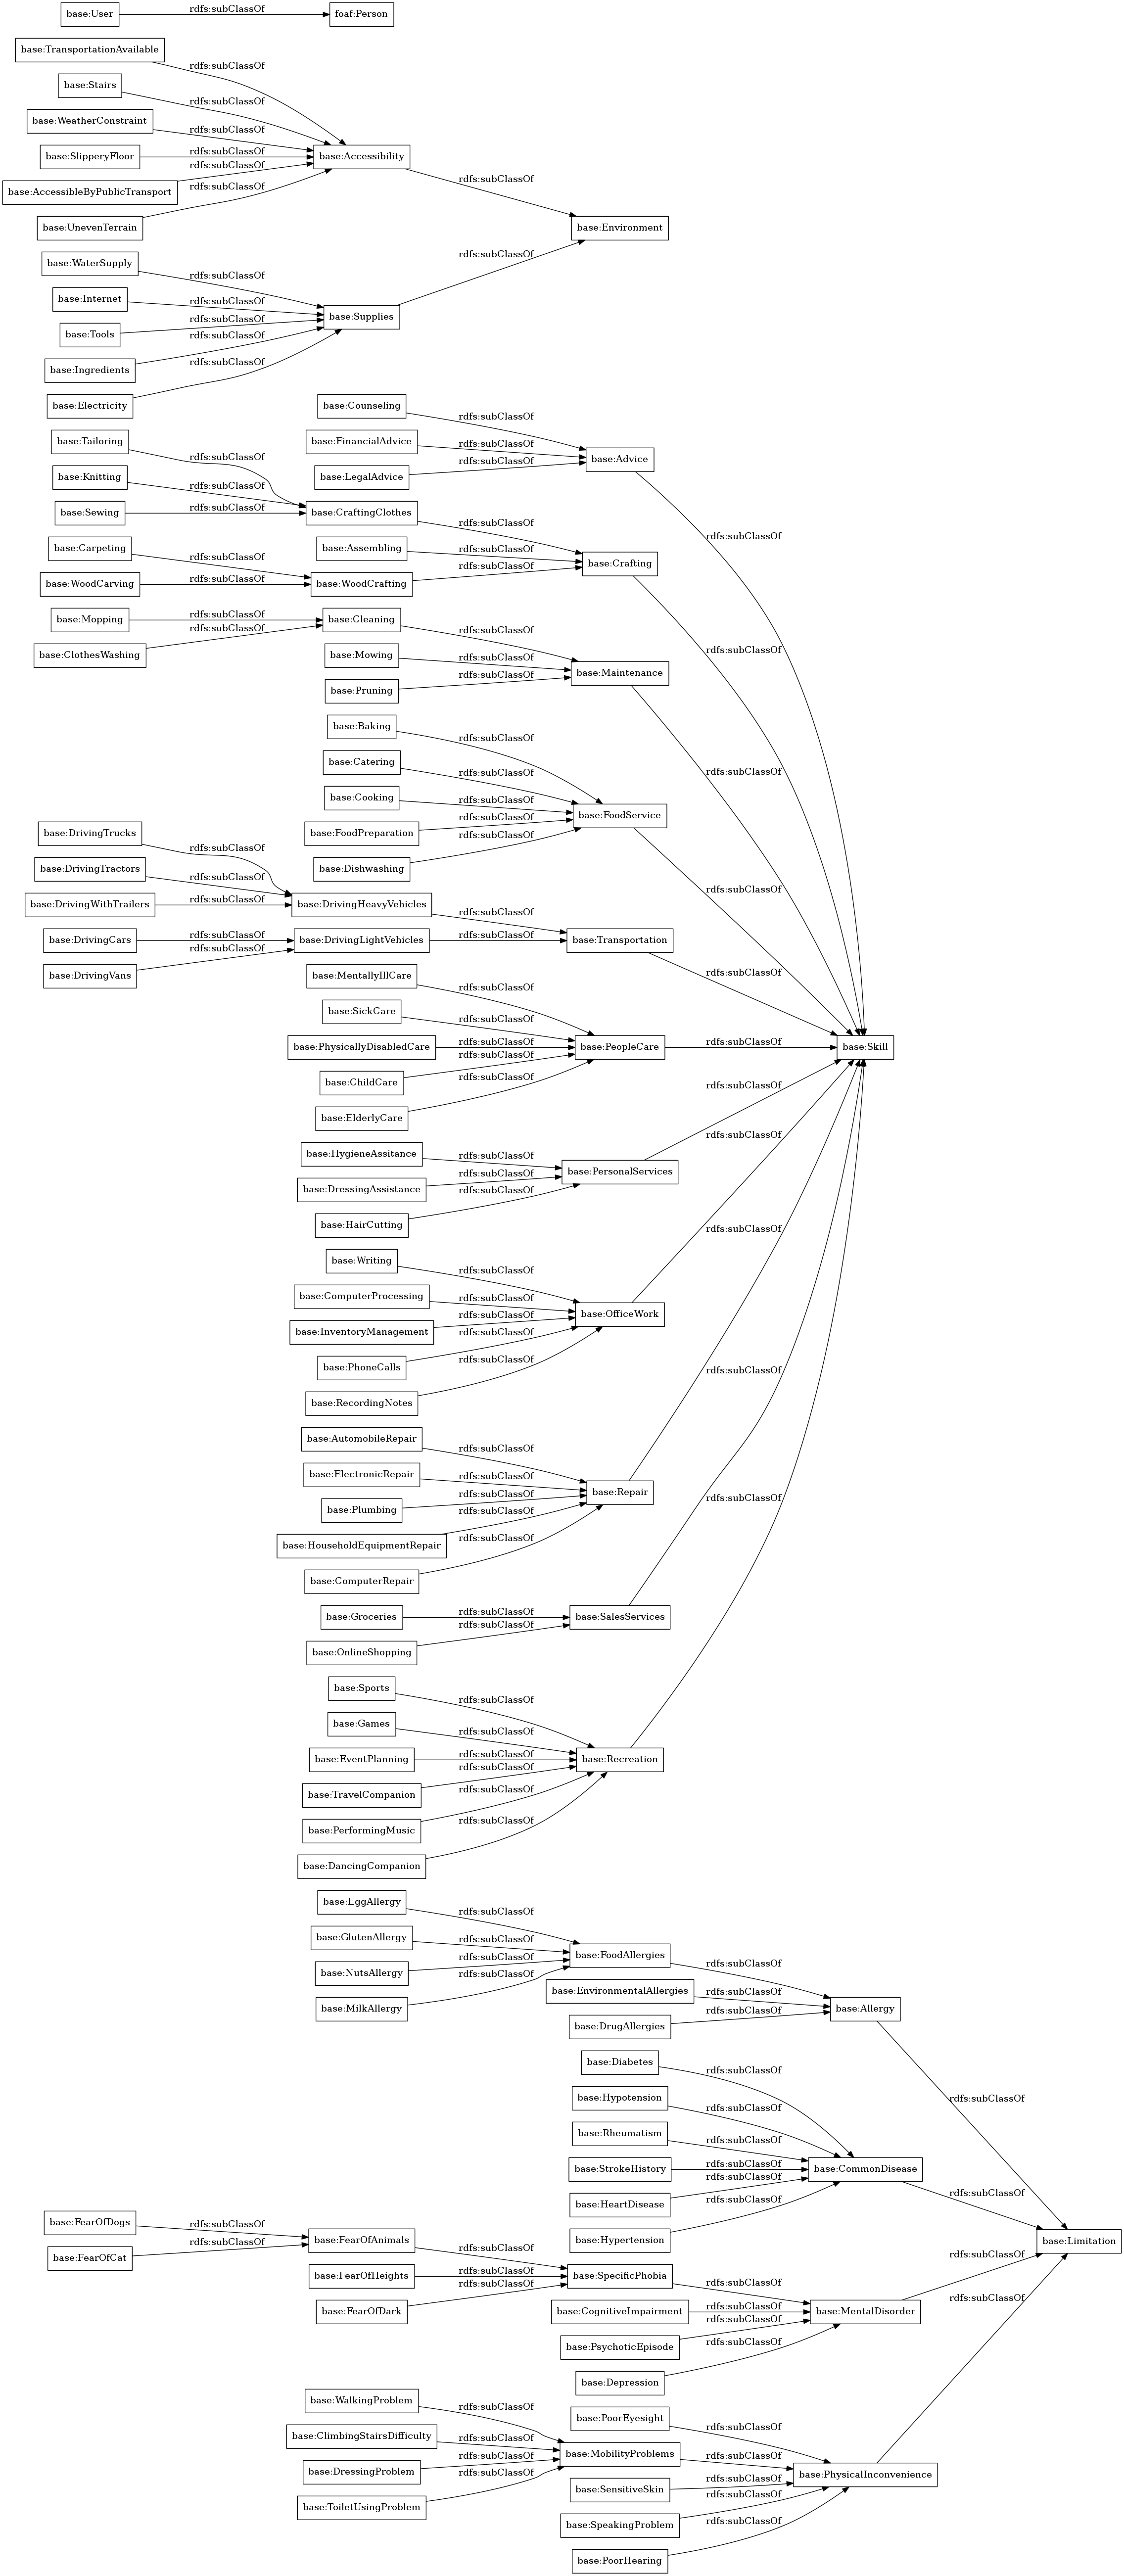 base:User
rdfs:subClassOf
foaf:Person
base:TransportationAvailable
rdfs:subClassOf
base:Stairs
rdfs:subClassOf
base:WeatherConstraint
rdfs:subClassOf
base:SlipperyFloor
rdfs:subClassOf
base:Accessibility
rdfs:subClassOf
base:AccessibleByPublicTransport
rdfs:subClassOf
rdfs:subClassOf
base:UnevenTerrain
base:Environment
base:WaterSupply
rdfs:subClassOf
rdfs:subClassOf
base:Internet
rdfs:subClassOf
base:Supplies
base:Tools
rdfs:subClassOf
rdfs:subClassOf
base:Ingredients
rdfs:subClassOf
base:Electricity
base:Counseling
rdfs:subClassOf
base:Tailoring
rdfs:subClassOf
base:FinancialAdvice
rdfs:subClassOf
base:Advice
base:Knitting
rdfs:subClassOf
base:LegalAdvice
rdfs:subClassOf
base:Sewing
rdfs:subClassOf
base:CraftingClothes
rdfs:subClassOf
rdfs:subClassOf
base:Carpeting
rdfs:subClassOf
base:Assembling
rdfs:subClassOf
base:Crafting
base:WoodCarving
rdfs:subClassOf
base:WoodCrafting
rdfs:subClassOf
base:Mopping
rdfs:subClassOf
base:Cleaning
rdfs:subClassOf
rdfs:subClassOf
base:ClothesWashing
rdfs:subClassOf
base:Mowing
rdfs:subClassOf
base:Maintenance
base:Pruning
rdfs:subClassOf
base:Baking
rdfs:subClassOf
base:Catering
rdfs:subClassOf
rdfs:subClassOf
base:Cooking
rdfs:subClassOf
base:FoodService
base:DrivingTrucks
rdfs:subClassOf
base:FoodPreparation
rdfs:subClassOf
base:DrivingTractors
rdfs:subClassOf
base:Dishwashing
rdfs:subClassOf
base:DrivingWithTrailers
rdfs:subClassOf
base:DrivingHeavyVehicles
rdfs:subClassOf
rdfs:subClassOf
base:DrivingCars
rdfs:subClassOf
base:DrivingLightVehicles
rdfs:subClassOf
base:Transportation
base:DrivingVans
rdfs:subClassOf
base:MentallyIllCare
rdfs:subClassOf
rdfs:subClassOf
base:SickCare
rdfs:subClassOf
base:PhysicallyDisabledCare
rdfs:subClassOf
base:PeopleCare
rdfs:subClassOf
base:Skill
base:ChildCare
rdfs:subClassOf
base:ElderlyCare
rdfs:subClassOf
rdfs:subClassOf
base:HygieneAssitance
rdfs:subClassOf
rdfs:subClassOf
base:DressingAssistance
rdfs:subClassOf
base:PersonalServices
base:HairCutting
rdfs:subClassOf
base:Writing
rdfs:subClassOf
rdfs:subClassOf
base:ComputerProcessing
rdfs:subClassOf
base:OfficeWork
base:InventoryManagement
rdfs:subClassOf
base:PhoneCalls
rdfs:subClassOf
rdfs:subClassOf
base:RecordingNotes
rdfs:subClassOf
base:AutomobileRepair
rdfs:subClassOf
base:ElectronicRepair
rdfs:subClassOf
base:Repair
rdfs:subClassOf
base:Plumbing
rdfs:subClassOf
base:HouseholdEquipmentRepair
rdfs:subClassOf
base:ComputerRepair
rdfs:subClassOf
base:Groceries
rdfs:subClassOf
base:SalesServices
base:OnlineShopping
rdfs:subClassOf
base:Sports
rdfs:subClassOf
base:Games
rdfs:subClassOf
base:EventPlanning
rdfs:subClassOf
base:Recreation
base:TravelCompanion
rdfs:subClassOf
base:PerformingMusic
rdfs:subClassOf
base:DancingCompanion
rdfs:subClassOf
base:EggAllergy
rdfs:subClassOf
base:GlutenAllergy
rdfs:subClassOf
base:FoodAllergies
rdfs:subClassOf
base:NutsAllergy
rdfs:subClassOf
base:EnvironmentalAllergies
rdfs:subClassOf
base:Allergy
base:MilkAllergy
rdfs:subClassOf
base:DrugAllergies
rdfs:subClassOf
base:Diabetes
rdfs:subClassOf
rdfs:subClassOf
base:Hypotension
rdfs:subClassOf
base:Rheumatism
rdfs:subClassOf
base:StrokeHistory
rdfs:subClassOf
base:CommonDisease
rdfs:subClassOf
base:HeartDisease
rdfs:subClassOf
base:FearOfDogs
rdfs:subClassOf
base:Hypertension
rdfs:subClassOf
base:Limitation
base:FearOfCat
rdfs:subClassOf
base:FearOfAnimals
rdfs:subClassOf
rdfs:subClassOf
base:FearOfHeights
rdfs:subClassOf
base:SpecificPhobia
rdfs:subClassOf
base:FearOfDark
rdfs:subClassOf
base:CognitiveImpairment
rdfs:subClassOf
base:MentalDisorder
rdfs:subClassOf
base:PsychoticEpisode
rdfs:subClassOf
base:Depression
rdfs:subClassOf
base:WalkingProblem
rdfs:subClassOf
base:PoorEyesight
rdfs:subClassOf
base:ClimbingStairsDifficulty
rdfs:subClassOf
base:MobilityProblems
rdfs:subClassOf
base:PhysicalInconvenience
base:DressingProblem
rdfs:subClassOf
base:SensitiveSkin
rdfs:subClassOf
base:ToiletUsingProblem
rdfs:subClassOf
base:SpeakingProblem
rdfs:subClassOf
base:PoorHearing
rdfs:subClassOf